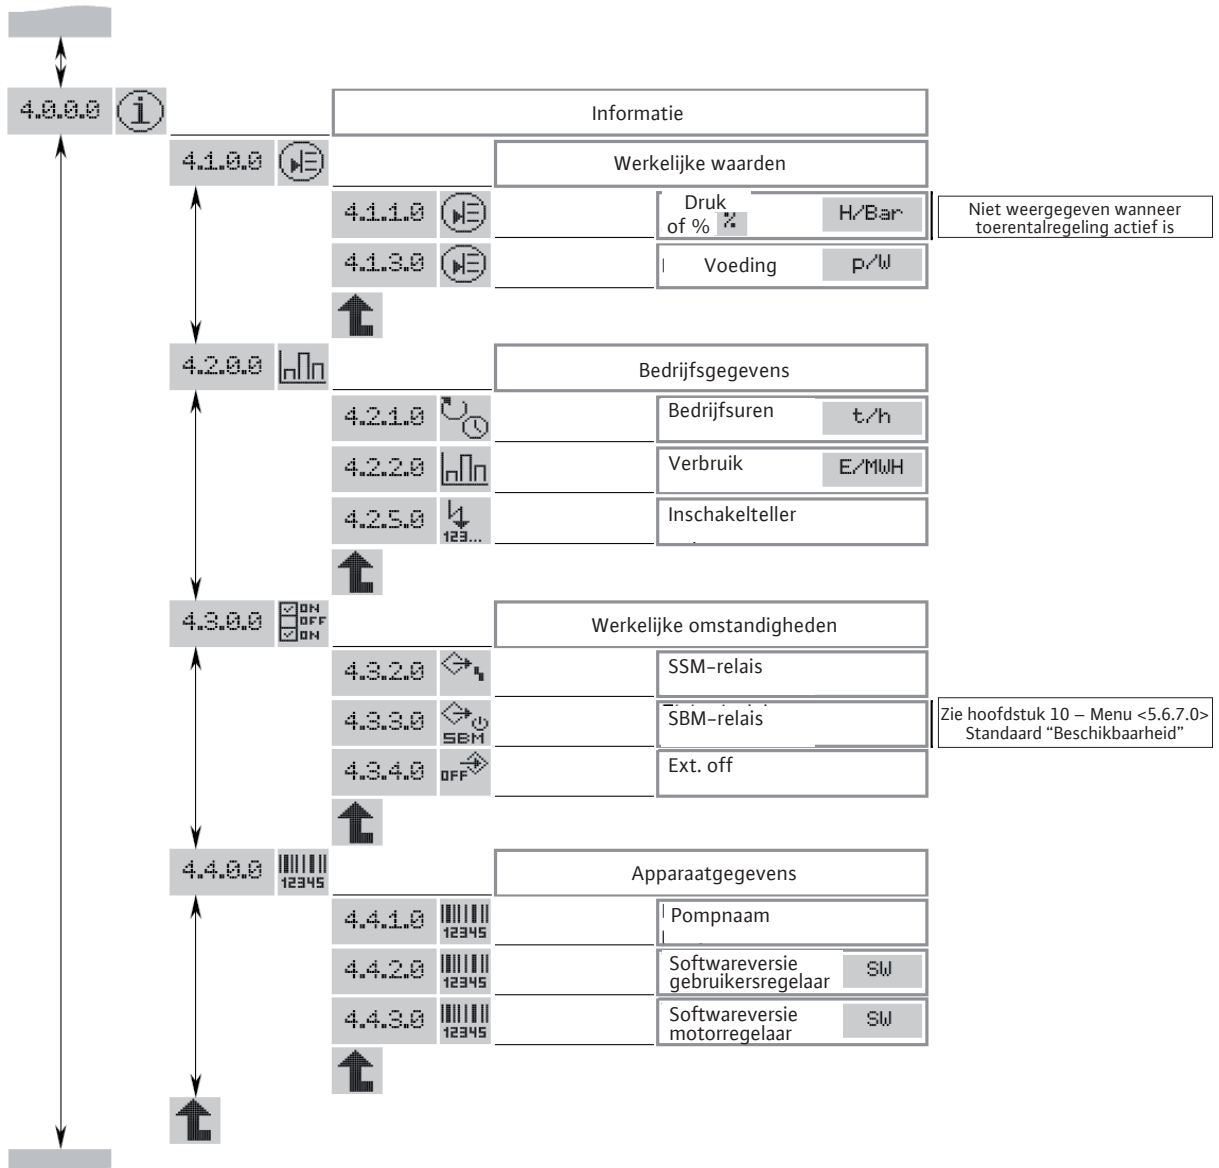 4.0.0.0 Informatie
4.1.0.0 Werkelijke waarden
4.1.1.0 Druk H/Bar
of % %
Niet weergegeven wanneer
toerentalregeling actief is
4.1.3.0 Voeding p/W
4.2.0.0 Bedrijfsgegevens
4.2.1.0 Bedrijfsuren t/h
4.2.2.0 Verbruik E/MWH
4.2.5.0 123... Inschakelteller
4.3.0.0 ON
OFF
ON
Werkelijke omstandigheden
4.3.2.0 SSM-relais
4.3.3.0 SBM SBM-relais
Zie hoofdstuk 10 – Menu <5.6.7.0>
Standaard “Beschikbaarheid”
4.3.4.0 OFF Ext. off
4.4.0.0 12345 Apparaatgegevens
4.4.1.0 12345 Pompnaam
4.4.2.0 12345 Softwareversie SW
gebruikersregelaar
4.4.3.0 12345 Softwareversie SW
motorregelaar